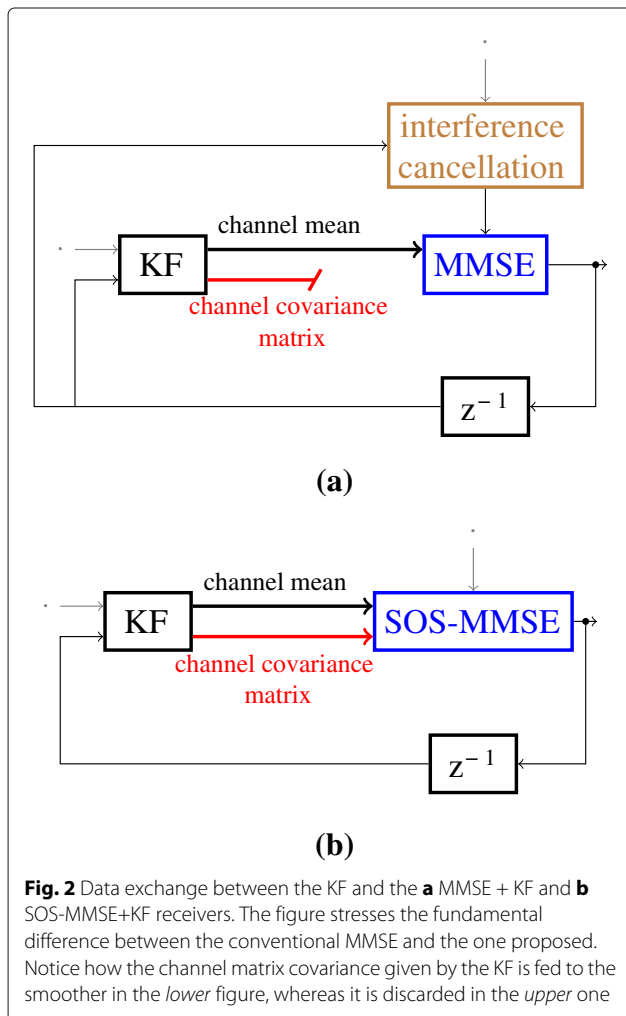 interference
cancellation
channel mean
KF
MMSE
channel covariance
matrix
z⁻¹
(a)
channel mean
KF
SOS-MMSE
channel covariance
matrix
z⁻¹
(b)
Fig. 2 Data exchange between the KF and the a MMSE + KF and b
SOS-MMSE+KF receivers. The figure stresses the fundamental
difference between the conventional MMSE and the one proposed.
Notice how the channel matrix covariance given by the KF is fed to the
smoother in the lower figure, whereas it is discarded in the upper one